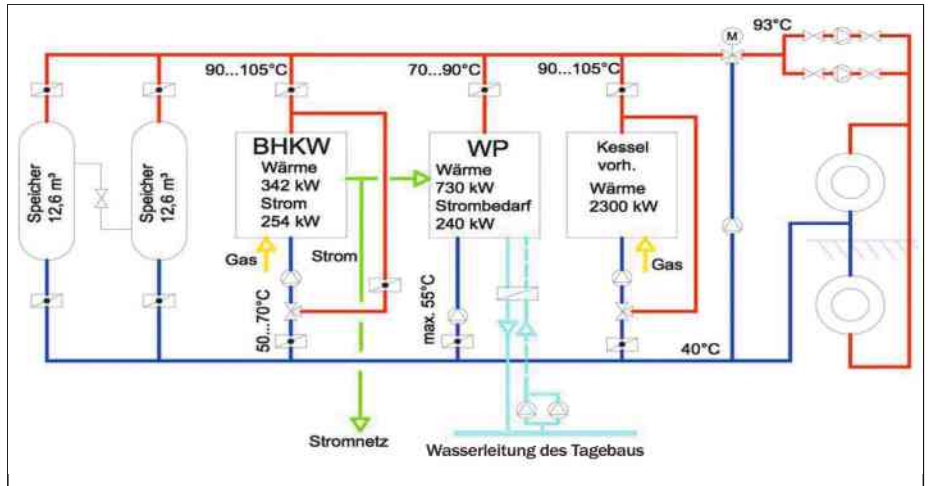 93°C
M
90...105°C
70...90°C
90...105°C
Speicher
12,6 m³
Speicher
12,6 m³
BHKW
Wärme
342 kW
Strom
254 kW
WP
Wärme
730 kW
Strombedarf
240 kW
Kessel
vorh.
Wärme
2300 kW
Gas
Strom
Gas
50...70°C
max. 55°C
40°C
Stromnetz
Wasserleitung des Tagebaus